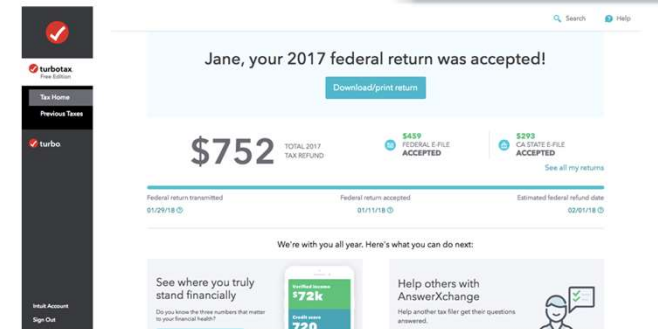 Search
Help
turbotax
Free Edition
Tax Home
Previous Taxes
turbo
Intuit Account
Sign Out
Jane, your 2017 federal return was accepted!
Download/print return
$752
TOTAL 2017
TAX REFUND
$459
FEDERAL E-FILE
ACCEPTED
$293
CA STATE E-FILE
ACCEPTED
See all my returns
Federal return transmitted
01/29/18
Federal return accepted
01/11/18
Estimated federal refund date
02/01/18
We're with you all year. Here's what you can do next:
See where you truly
stand financially
Do you know the three numbers that matter
to your financial health?
Verified Income
$72k
Credit score
720
Help others with
AnswerXchange
Help another tax filer get their questions
answered.